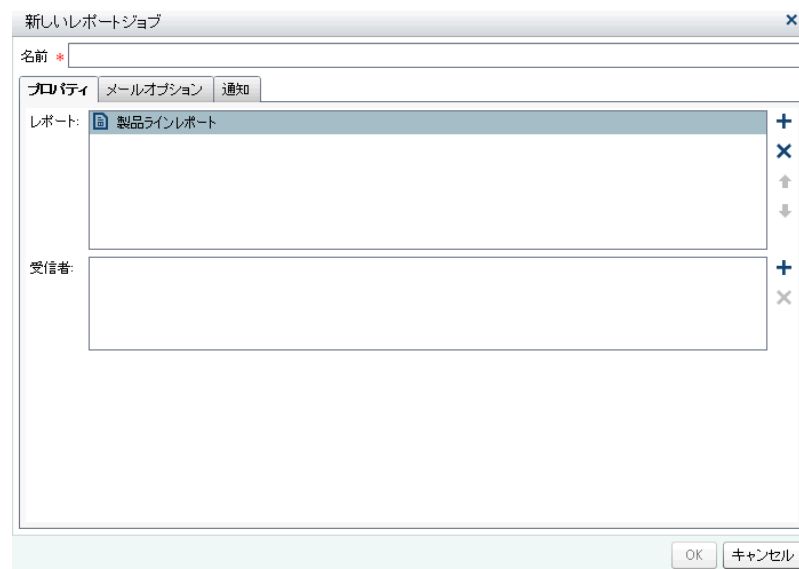 新しいレポートジョブ
名前 *
プロパティ メールオプション 通知
レポート: 製品ラインレポート
受信者:
OK キャンセル